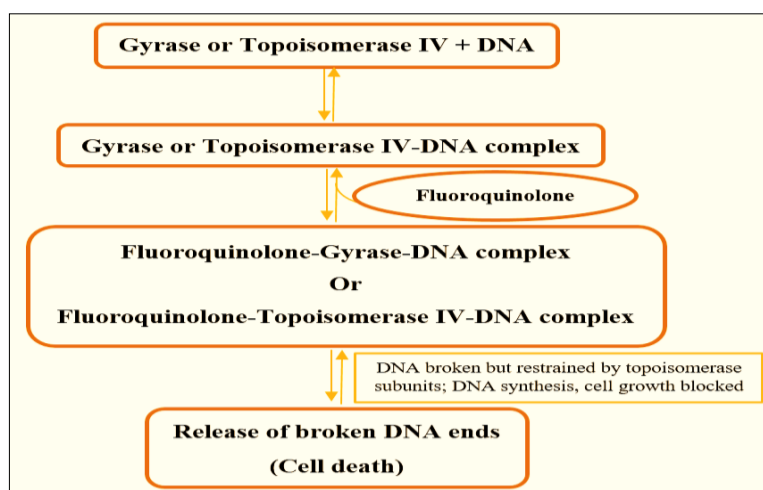 Gyrase or Topoisomerase IV + DNA
Gyrase or Topoisomerase IV-DNA complex
Fluoroquinolone
Fluoroquinolone-Gyrase-DNA complex
Or
Fluoroquinolone-Topoisomerase IV-DNA complex
DNA broken but restrained by topoisomerase
subunits; DNA synthesis, cell growth blocked
Release of broken DNA ends
(Cell death)